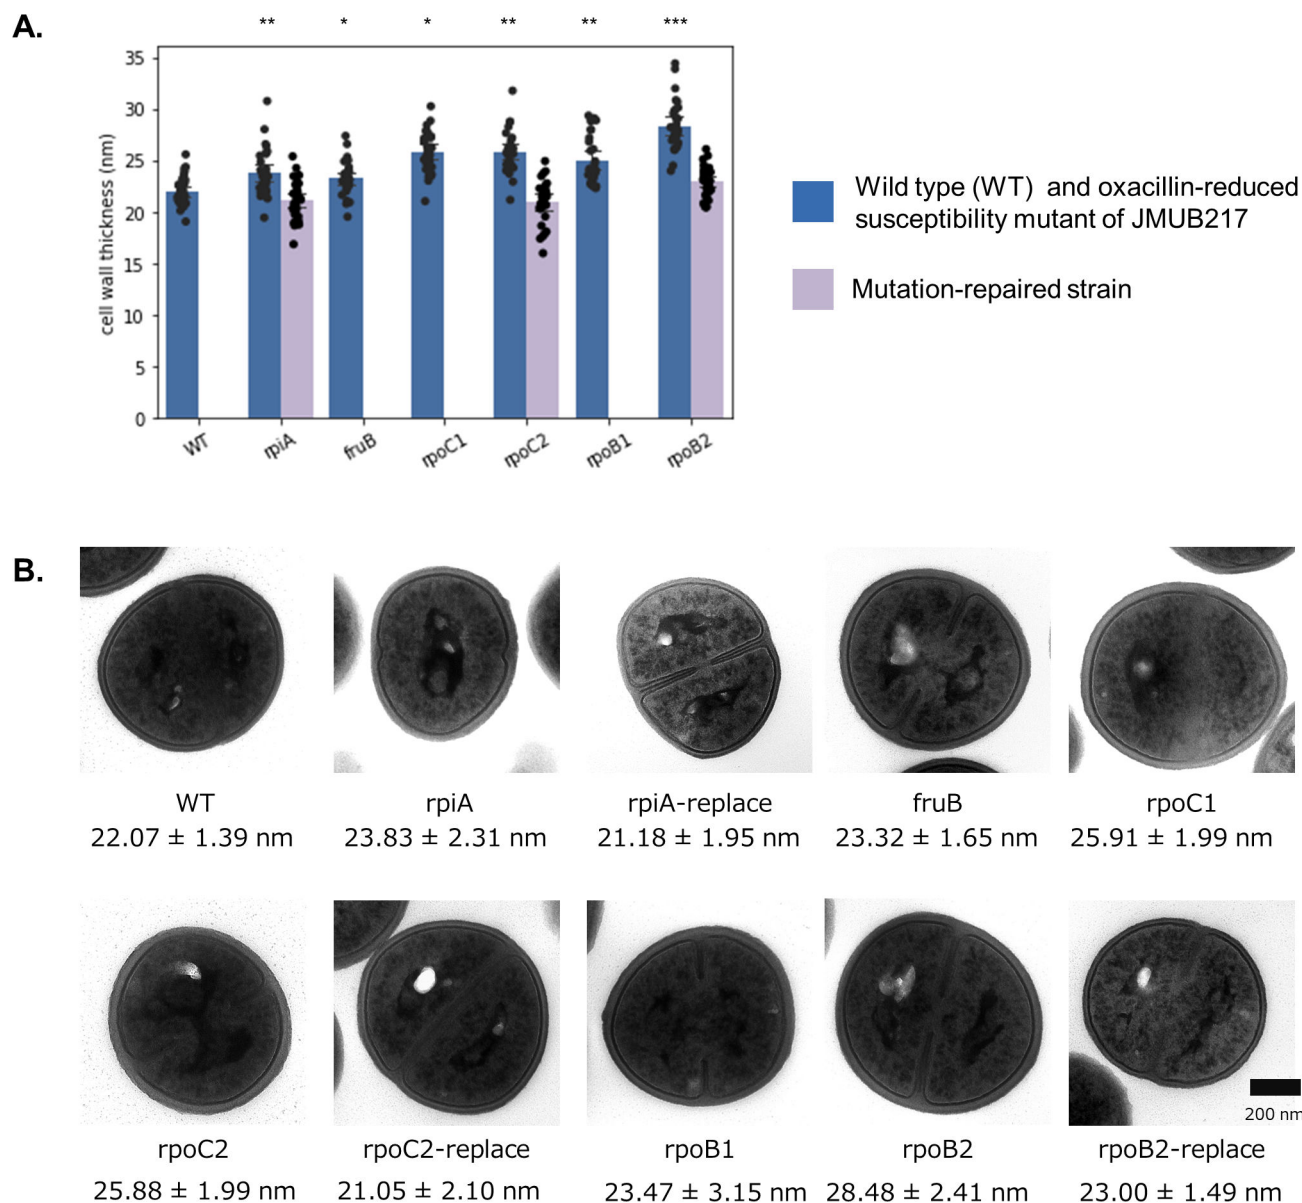 A.
** * * ** ** ***
35
30
25
20
15
10
5
0
cell wall thickness (nm)
WT rpiA fruB rpoC1 rpoC2 rpoB1 rpoB2
Wild type (WT) and oxacillin-reduced
susceptibility mutant of JMUB217
Mutation-repaired strain
B.
WT rpiA rpiA-replace fruB rpoC1
22.07 ± 1.39 nm 23.83 ± 2.31 nm 21.18 ± 1.95 nm 23.32 ± 1.65 nm 25.91 ± 1.99 nm
200 nm
rpoC2 rpoC2-replace rpoB1 rpoB2 rpoB2-replace
25.88 ± 1.99 nm 21.05 ± 2.10 nm 23.47 ± 3.15 nm 28.48 ± 2.41 nm 23.00 ± 1.49 nm